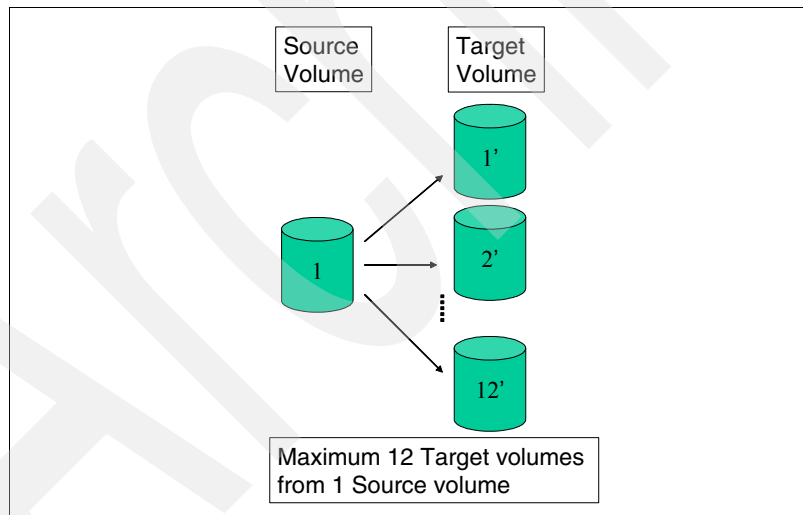 Source
Volume
Target
Volume
1’
1
2’
12’
Maximum 12 Target volumes
from 1 Source volume